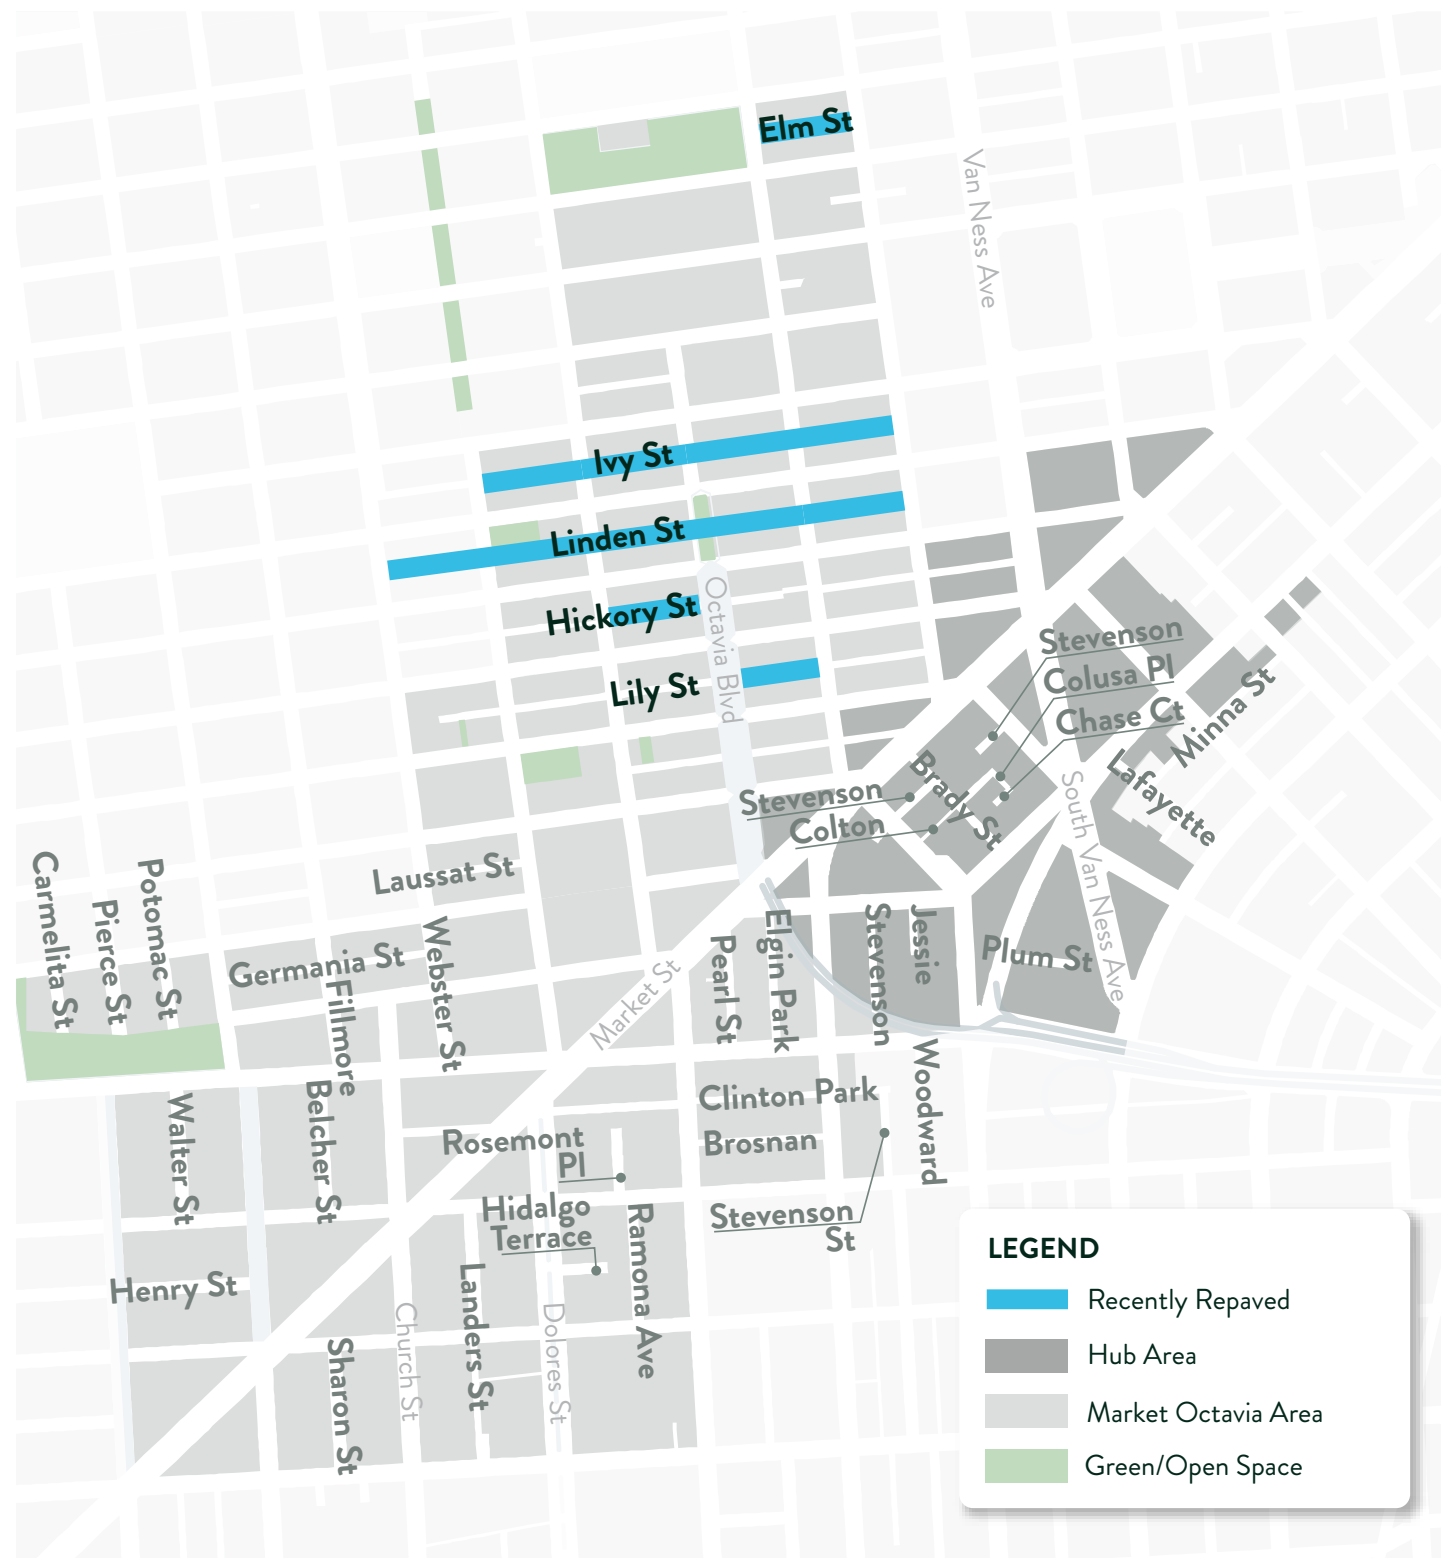 Elm St
Van Ness Ave
Ivy St
Linden St
Hickory St
Octavia Blvd
Lily St
Stevenson
Colusa Pl
Chase Ct
Minna St
Lafayette
Brady St
Stevenson
Colton
South Van Ness Ave
Laussat St
Carmelita St
Pierce St
Potomac St
Germania St
Fillmore
Webster St
Market St
Pearl St
Elgin Park
Stevenson
Jessie
Plum St
Woodward
Clinton Park
Brosnan
Walter St
Belcher St
Rosemont
Pl
Hidalgo
Terrace
Ramona Ave
Stevenson
St
Henry St
Landers St
Church St
Dolores St
Sharon St
LEGEND
Recently Repaved
Hub Area
Market Octavia Area
Green/Open Space